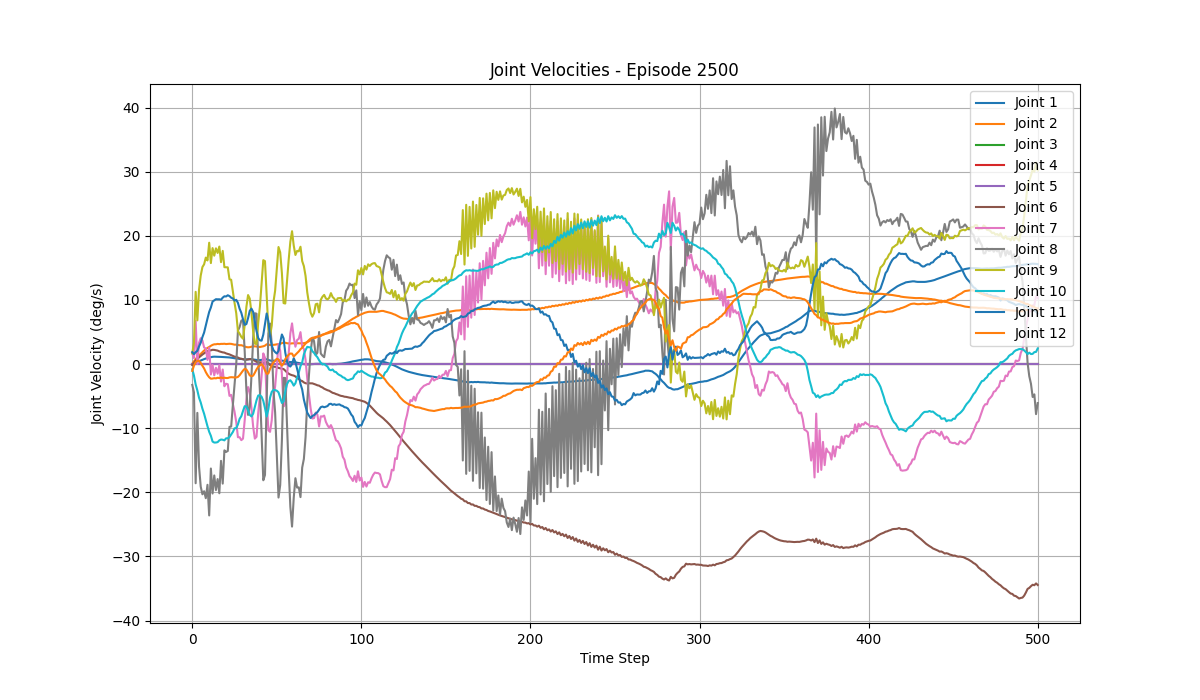 Joint Velocities - Episode 2500
Joint Velocity (deg/s)
40
30
20
10
0
−10
−20
−30
−40
Joint 1
Joint 2
Joint 3
Joint 4
Joint 5
Joint 6
Joint 7
Joint 8
Joint 9
Joint 10
Joint 11
Joint 12
0 100 200 300 400 500
Time Step